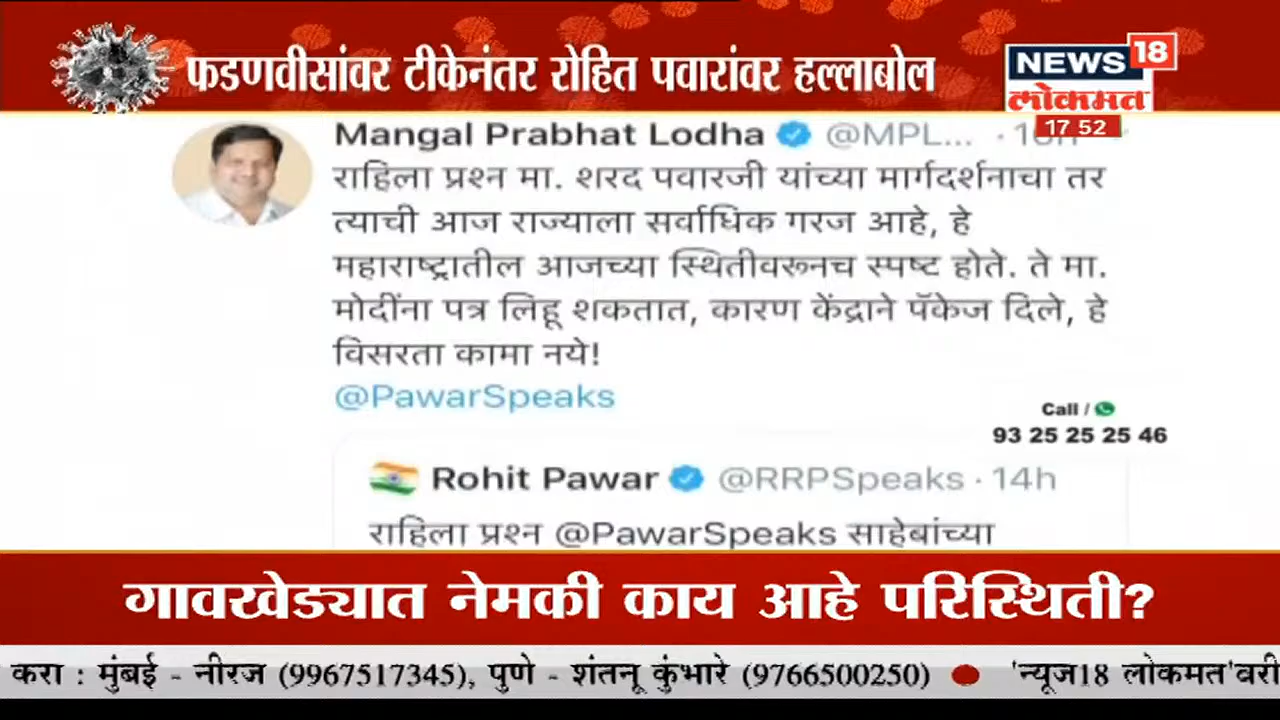 फडणवीसांवर टीकेनंतर रोहित पवारांवर हल्लाबोल
NEWS 18
लोकमत
17 52
Mangal Prabhat Lodha @MPL...
राहिला प्रश्न मा. शरद पवारजी यांच्या मार्गदर्शनाचा तर
त्याची आज राज्याला सर्वाधिक गरज आहे, हे
महाराष्ट्रातील आजच्या स्थितीवरूनच स्पष्ट होते. ते मा.
मोदींना पत्र लिहू शकतात, कारण केंद्राने पॅकेज दिले, हे
विसरता कामा नये!
@PawarSpeaks
Call /
93 25 25 25 46
Rohit Pawar @RRPSpeaks · 14h
राहिला प्रश्न @PawarSpeaks साहेबांच्या
गावखेड्यात नेमकी काय आहे परिस्थिती?
करा : मुंबई - नीरज (9967517345), पुणे - शंतनू कुंभारे (9766500250) ● 'न्यूज18 लोकमत'वरी